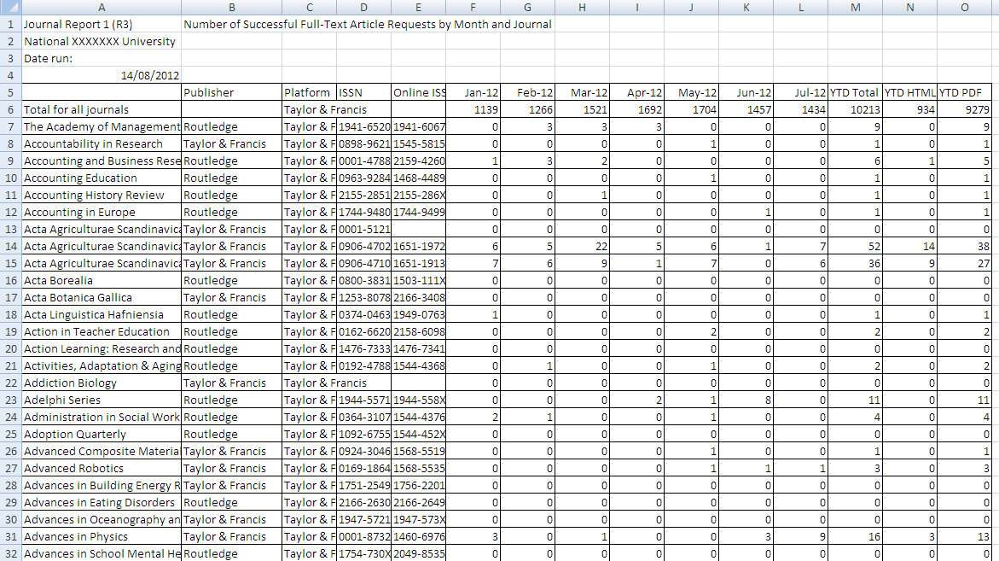 A B C D E F G H I J K L M N O
1 Journal Report 1 (R3) Number of Successful Full-Text Article Requests by Month and Journal
2 National XXXXXXX University
3 Date run:
4 14/08/2012
5 Publisher Platform ISSN Online ISS Jan-12 Feb-12 Mar-12 Apr-12 May-12 Jun-12 Jul-12 YTD Total YTD HTML YTD PDF
6 Total for all journals Taylor & Francis 1139 1266 1521 1692 1704 1457 1434 10213 934 9279
7 The Academy of Management Routledge Taylor & F 1941-6520 1941-6067 0 3 3 3 0 0 0 9 0 9
8 Accountability in Research Taylor & Francis Taylor & F 0898-9621 1545-5815 0 0 0 0 1 0 0 1 0 1
9 Accounting and Business Rese Routledge Taylor & F 0001-4788 2159-4260 1 3 2 0 0 0 0 6 1 5
10 Accounting Education Routledge Taylor & F 0963-9284 1468-4489 0 0 0 0 1 0 0 1 0 1
11 Accounting History Review Routledge Taylor & F 2155-2851 2155-286X 0 0 1 0 0 0 0 1 0 1
12 Accounting in Europe Routledge Taylor & F 1744-9480 1744-9499 0 0 0 0 0 1 0 1 0 1
13 Acta Agriculturae Scandinavica Taylor & Francis Taylor & F 0001-5121 0 0 0 0 0 0 0 0 0 0
14 Acta Agriculturae Scandinavica Taylor & Francis Taylor & F 0906-4702 1651-1972 6 5 22 5 6 1 7 52 14 38
15 Acta Agriculturae Scandinavica Taylor & Francis Taylor & F 0906-4710 1651-1913 7 6 9 1 7 0 6 36 9 27
16 Acta Borealia Routledge Taylor & F 0800-3831 1503-111X 0 0 0 0 0 0 0 0 0 0
17 Acta Botanica Gallica Taylor & Francis Taylor & F 1253-8078 2166-3408 0 0 0 0 0 0 0 0 0 0
18 Acta Linguistica Hafniensia Routledge Taylor & F 0374-0463 1949-0763 1 0 0 0 0 0 0 1 0 1
19 Action in Teacher Education Routledge Taylor & F 0162-6620 2158-6098 0 0 0 0 2 0 0 2 0 2
20 Action Learning: Research and Routledge Taylor & F 1476-7333 1476-7341 0 0 0 0 0 0 0 0 0 0
21 Activities, Adaptation & Aging Routledge Taylor & F 0192-4788 1544-4368 0 1 0 0 1 0 0 2 0 2
22 Addiction Biology Taylor & Francis Taylor & Francis 0 0 0 0 0 0 0 0 0 0
23 Adelphi Series Routledge Taylor & F 1944-5571 1944-558X 0 0 0 2 1 8 0 11 0 11
24 Administration in Social Work Routledge Taylor & F 0364-3107 1544-4376 2 1 0 0 1 0 0 4 0 4
25 Adoption Quarterly Routledge Taylor & F 1092-6755 1544-452X 0 0 0 0 0 0 0 0 0 0
26 Advanced Composite Material Taylor & Francis Taylor & F 0924-3046 1568-5519 0 0 0 0 1 0 0 1 0 1
27 Advanced Robotics Taylor & Francis Taylor & F 0169-1864 1568-5535 0 0 0 0 1 1 1 3 0 3
28 Advances in Building Energy R Taylor & Francis Taylor & F 1751-2549 1756-2201 0 0 0 0 0 0 0 0 0 0
29 Advances in Eating Disorders Routledge Taylor & F 2166-2630 2166-2649 0 0 0 0 0 0 0 0 0 0
30 Advances in Oceanography an Taylor & Francis Taylor & F 1947-5721 1947-573X 0 0 0 0 0 0 0 0 0 0
31 Advances in Physics Taylor & Francis Taylor & F 0001-8732 1460-6976 3 0 1 0 0 3 9 16 3 13
32 Advances in School Mental He Routledge Taylor & F 1754-730X 2049-8535 0 0 0 0 0 0 0 0 0 0